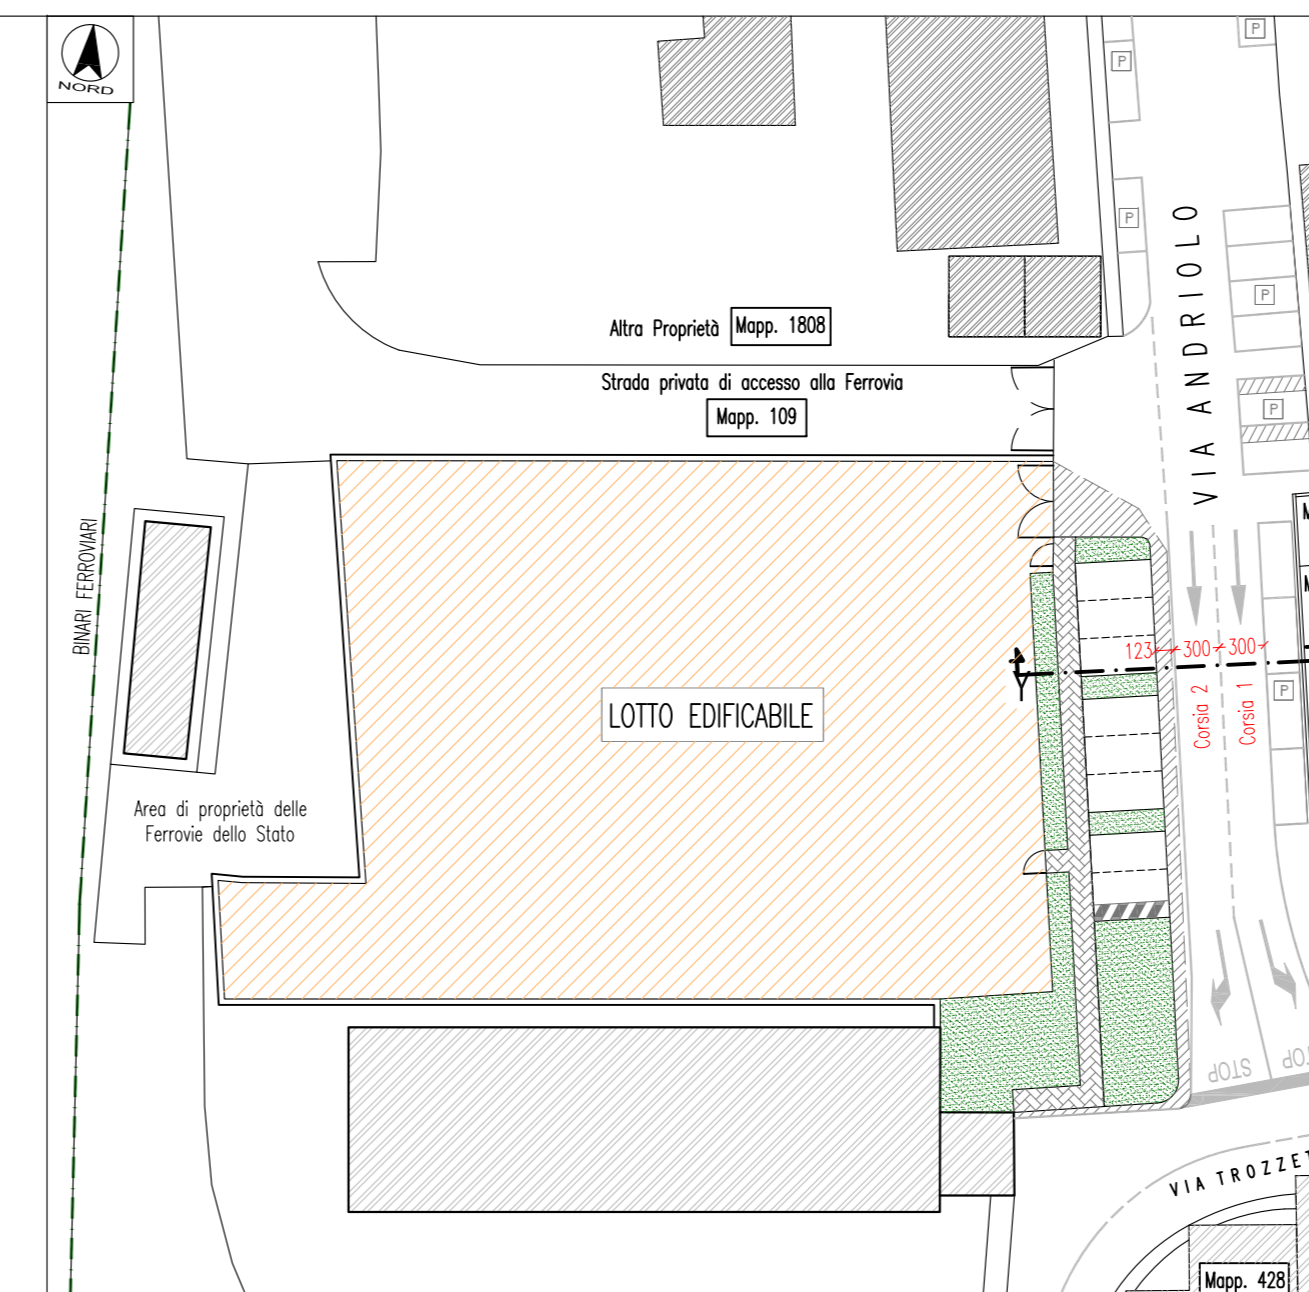 NORD
P
P
P
P
P
P
VIA ANDRIOLO
Altra Proprietà
Mapp. 1808
Strada privata di accesso alla Ferrovia
Mapp. 109
BINARI FERROVIARI
M
M
123
300
300
Corsia 2
Corsia 1
LOTTO EDIFICABILE
Area di proprietà delle
Ferrovie dello Stato
STOP
STOP
VIA TROZZET
Mapp. 428